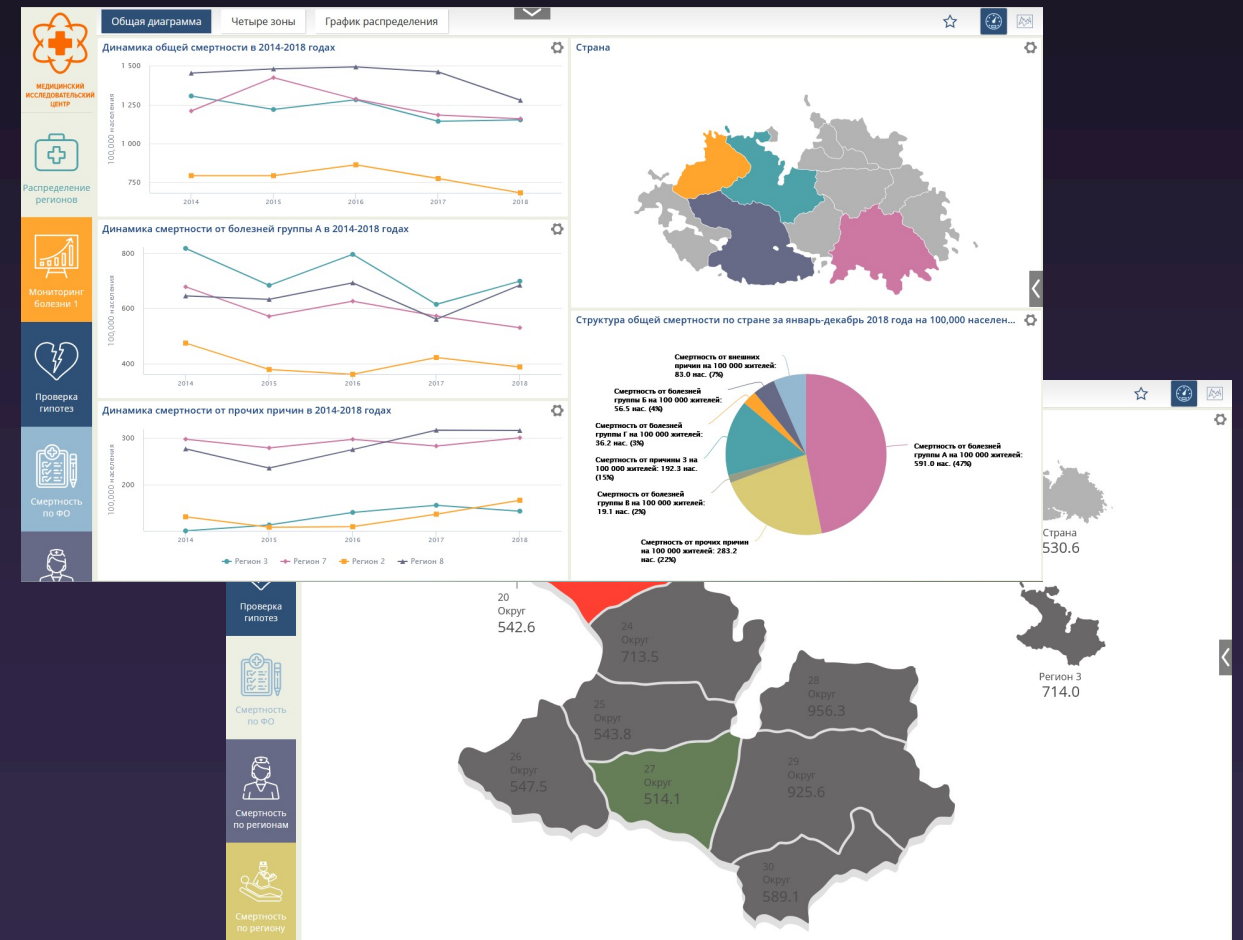 Общая диаграмма
Четыре зоны
График распределения
МЕДИЦИНСКИЙ
ИССЛЕДОВАТЕЛЬСКИЙ
ЦЕНТР
Распределение
регионов
Мониторинг
болезни 1
Проверка
гипотез
Смертность
по ФО
Динамика общей смертности в 2014-2018 годах
100,000 населения
1 500
1 250
1 000
750
2014
2015
2016
2017
2018
Динамика смертности от болезней группы А в 2014-2018 годах
100,000 населения
800
600
400
2014
2015
2016
2017
2018
Динамика смертности от прочих причин в 2014-2018 годах
100,000 населения
300
200
2014
2015
2016
2017
2018
Регион 3
Регион 7
Регион 2
Регион 8
Страна
Структура общей смертности по стране за январь-декабрь 2018 года на 100,000 населен...
Смертность от внешних
причин на 100 000 жителей:
83.0 нас. (7%)
Смертность от болезней
группы Б на 100 000 жителей:
56.5 нас. (4%)
Смертность от болезней
группы Г на 100 000 жителей:
36.2 нас. (3%)
Смертность от причины 3 на
100 000 жителей: 192.3 нас.
(15%)
Смертность от болезней
группы В на 100 000 жителей:
19.1 нас. (2%)
Смертность от прочих причин
на 100 000 жителей: 283.2
нас. (22%)
Смертность от болезней
группы А на 100 000 жителей:
591.0 нас. (47%)
Страна
530.6
Регион 3
714.0
Проверка
гипотез
Смертность
по ФО
Смертность
по регионам
Смертность
по региону
20
Округ
542.6
24
Округ
713.5
25
Округ
543.8
26
Округ
547.5
27
Округ
514.1
28
Округ
956.3
29
Округ
925.6
30
Округ
589.1